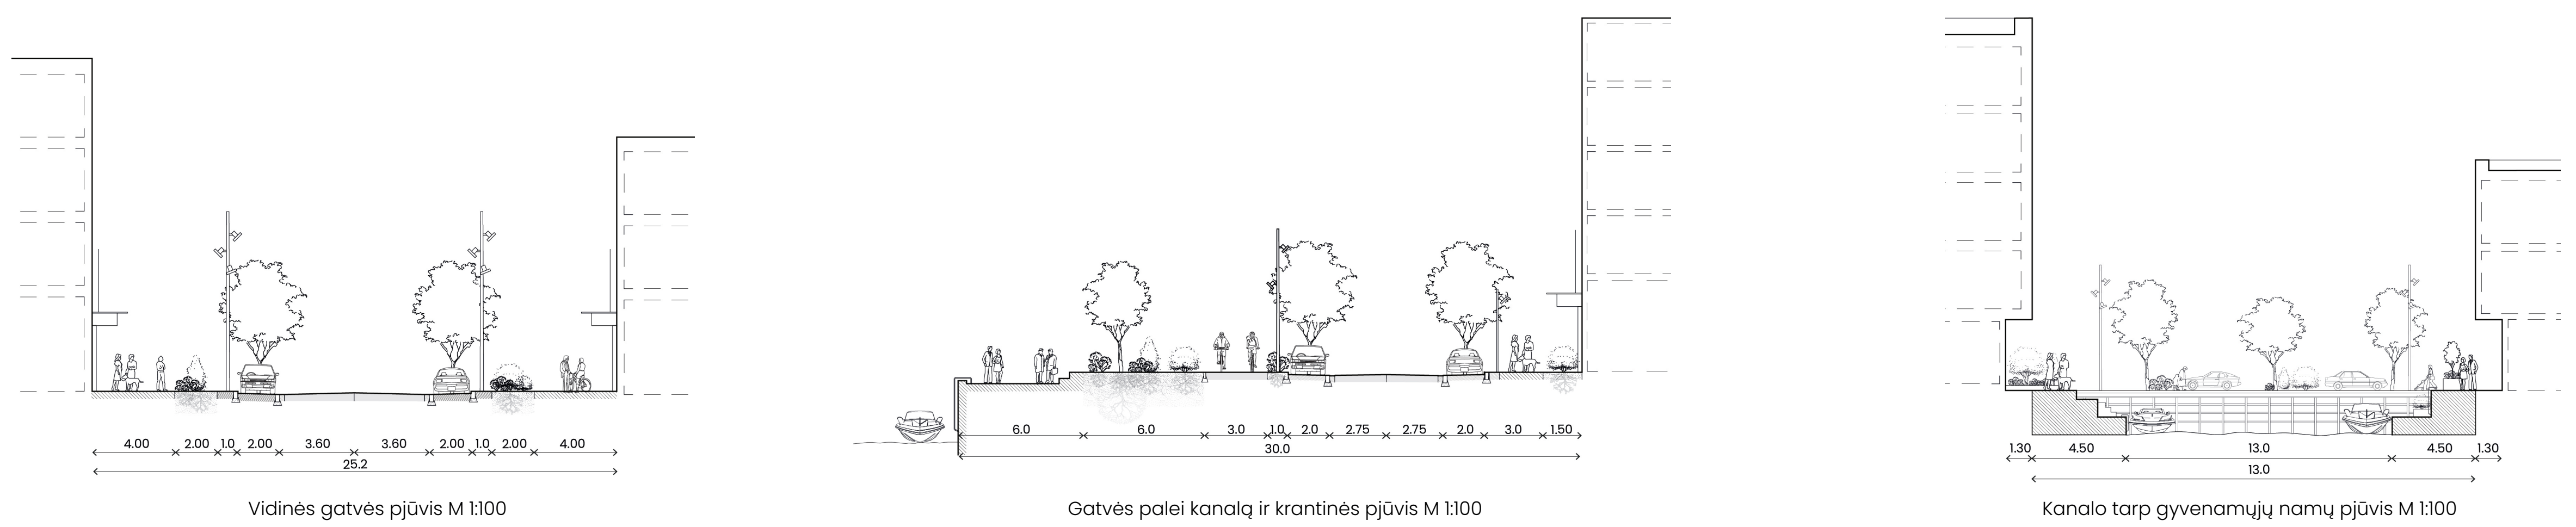 4.00 2.00 1.0 2.00 3.60 3.60 2.00 1.0 2.00 4.00
25.2
Vidinės gatvės pjūvis M 1:100
6.0 6.0 3.0 1.0 2.0 2.75 2.75 2.0 3.0 1.50
30.0
Gatvės palei kanalą ir krantinės pjūvis M 1:100
1.30 4.50 13.0 4.50 1.30
13.0
Kanalo tarp gyvenamųjų namų pjūvis M 1:100